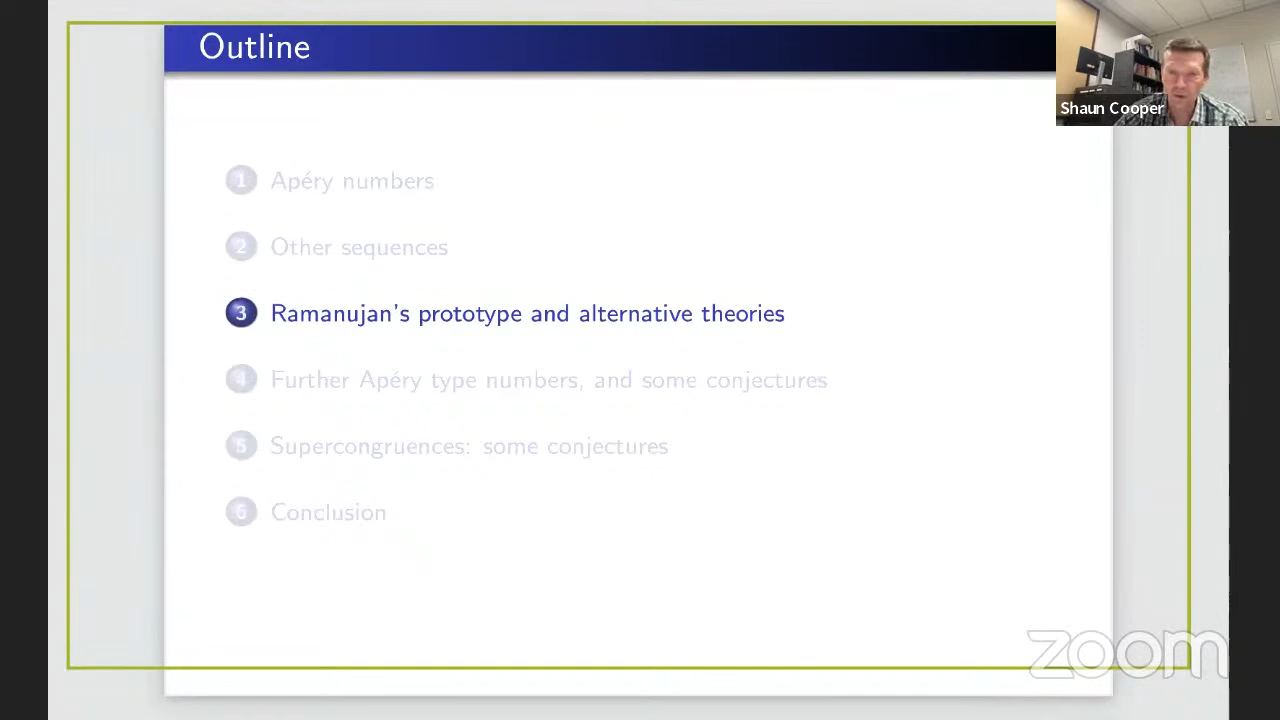 Outline
Shaun Cooper
1 Apéry numbers
2 Other sequences
3 Ramanujan's prototype and alternative theories
4 Further Apéry type numbers, and some conjectures
5 Supercongruences: some conjectures
6 Conclusion
zoom